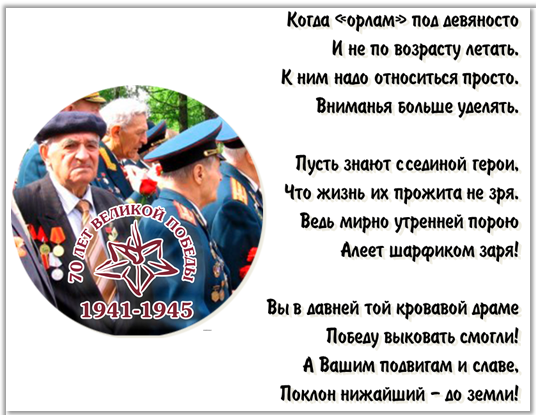 Когда «орлам» под девяносто
И не по возрасту летать.
К ним надо относиться просто.
Вниманья больше уделять.
Пусть знают ссединой герои.
Что жизнь их прожита не зря.
Ведь мирно утренней порою
Алеет шарфиком заря!
Вы в давней той кровавой драме
Победу выковать смогли!
А Вашим подвигам и славе,
Поклон нижайший – до земли!
70 ЛЕТ ВЕЛИКОЙ ПОБЕДЫ
1941-1945